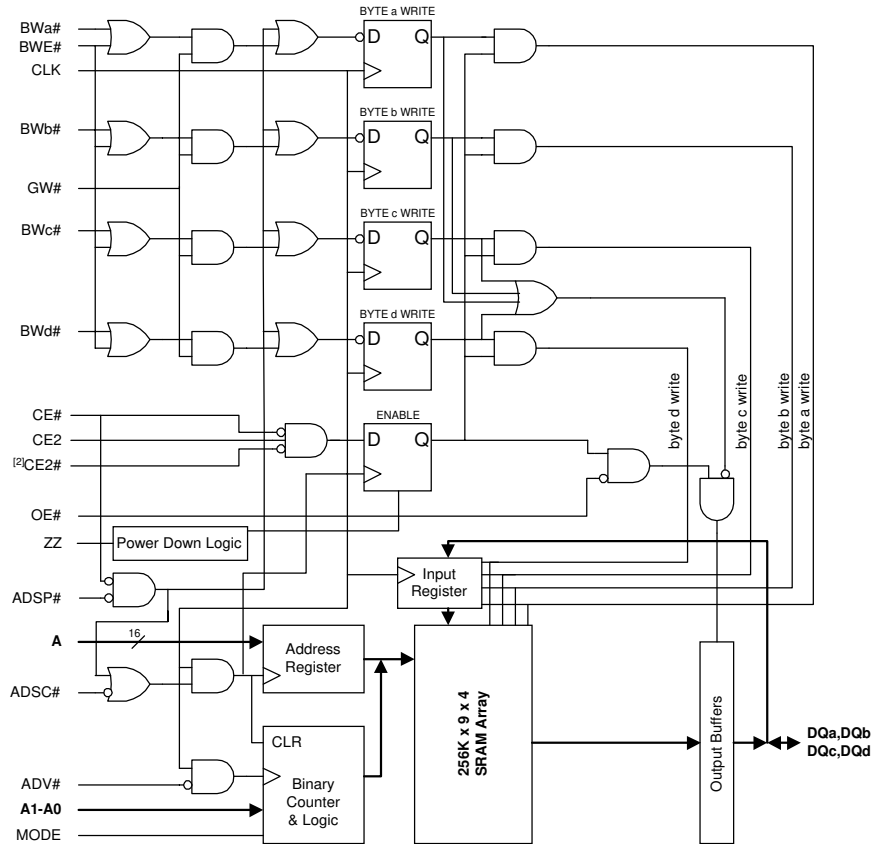 BYTE a WRITE
BWa#
BWE#
D Q
CLK
BYTE b WRITE
BWb#
D Q
GW#
BYTE c WRITE
BWc#
D Q
BYTE d WRITE
BWd#
D Q
byte d write
byte c write
byte b write
byte a write
CE#
ENABLE
CE2
D Q
[2]CE2#
OE#
ZZ
Power Down Logic
Input
Register
ADSP#
A
16
Address
Register
ADSC#
256K x 9 x 4
SRAM Array
Output Buffers
CLR
DQa,DQb
DQc,DQd
ADV#
Binary
Counter
& Logic
A1-A0
MODE